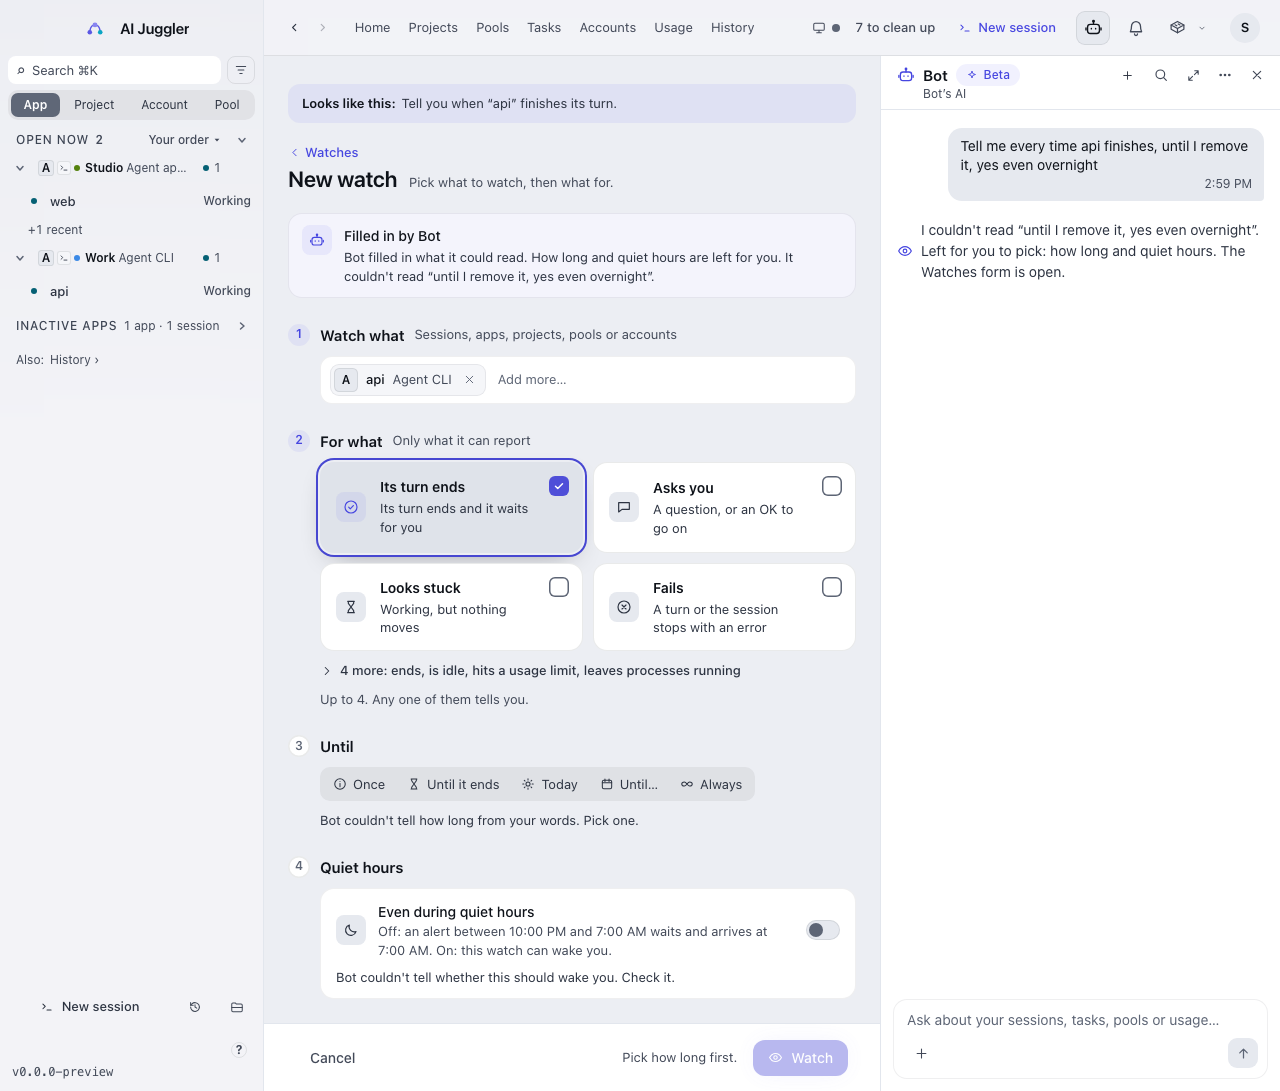 AI Juggler
Search ⌘K
App Project Account Pool
OPEN NOW 2 Your order
A Studio Agent ap... 1
web Working
+1 recent
A Work Agent CLI 1
api Working
INACTIVE APPS 1 app · 1 session
Also: History ›
New session
?
v0.0.0-preview
Home Projects Pools Tasks Accounts Usage History
7 to clean up
New session
S
Looks like this: Tell you when “api” finishes its turn.
Watches
New watch Pick what to watch, then what for.
Filled in by Bot
Bot filled in what it could read. How long and quiet hours are left for you. It
couldn't read “until I remove it, yes even overnight”.
1 Watch what Sessions, apps, projects, pools or accounts
A api Agent CLI Add more...
2 For what Only what it can report
Its turn ends
Its turn ends and it waits
for you
Asks you
A question, or an OK to
go on
Looks stuck
Working, but nothing
moves
Fails
A turn or the session
stops with an error
4 more: ends, is idle, hits a usage limit, leaves processes running
Up to 4. Any one of them tells you.
3 Until
Once Until it ends Today Until... Always
Bot couldn't tell how long from your words. Pick one.
4 Quiet hours
Even during quiet hours
Off: an alert between 10:00 PM and 7:00 AM waits and arrives at
7:00 AM. On: this watch can wake you.
Bot couldn't tell whether this should wake you. Check it.
Cancel Pick how long first. Watch
Bot Beta
Bot's AI
Tell me every time api finishes, until I remove
it, yes even overnight
2:59 PM
I couldn't read “until I remove it, yes even overnight”.
Left for you to pick: how long and quiet hours. The
Watches form is open.
Ask about your sessions, tasks, pools or usage...